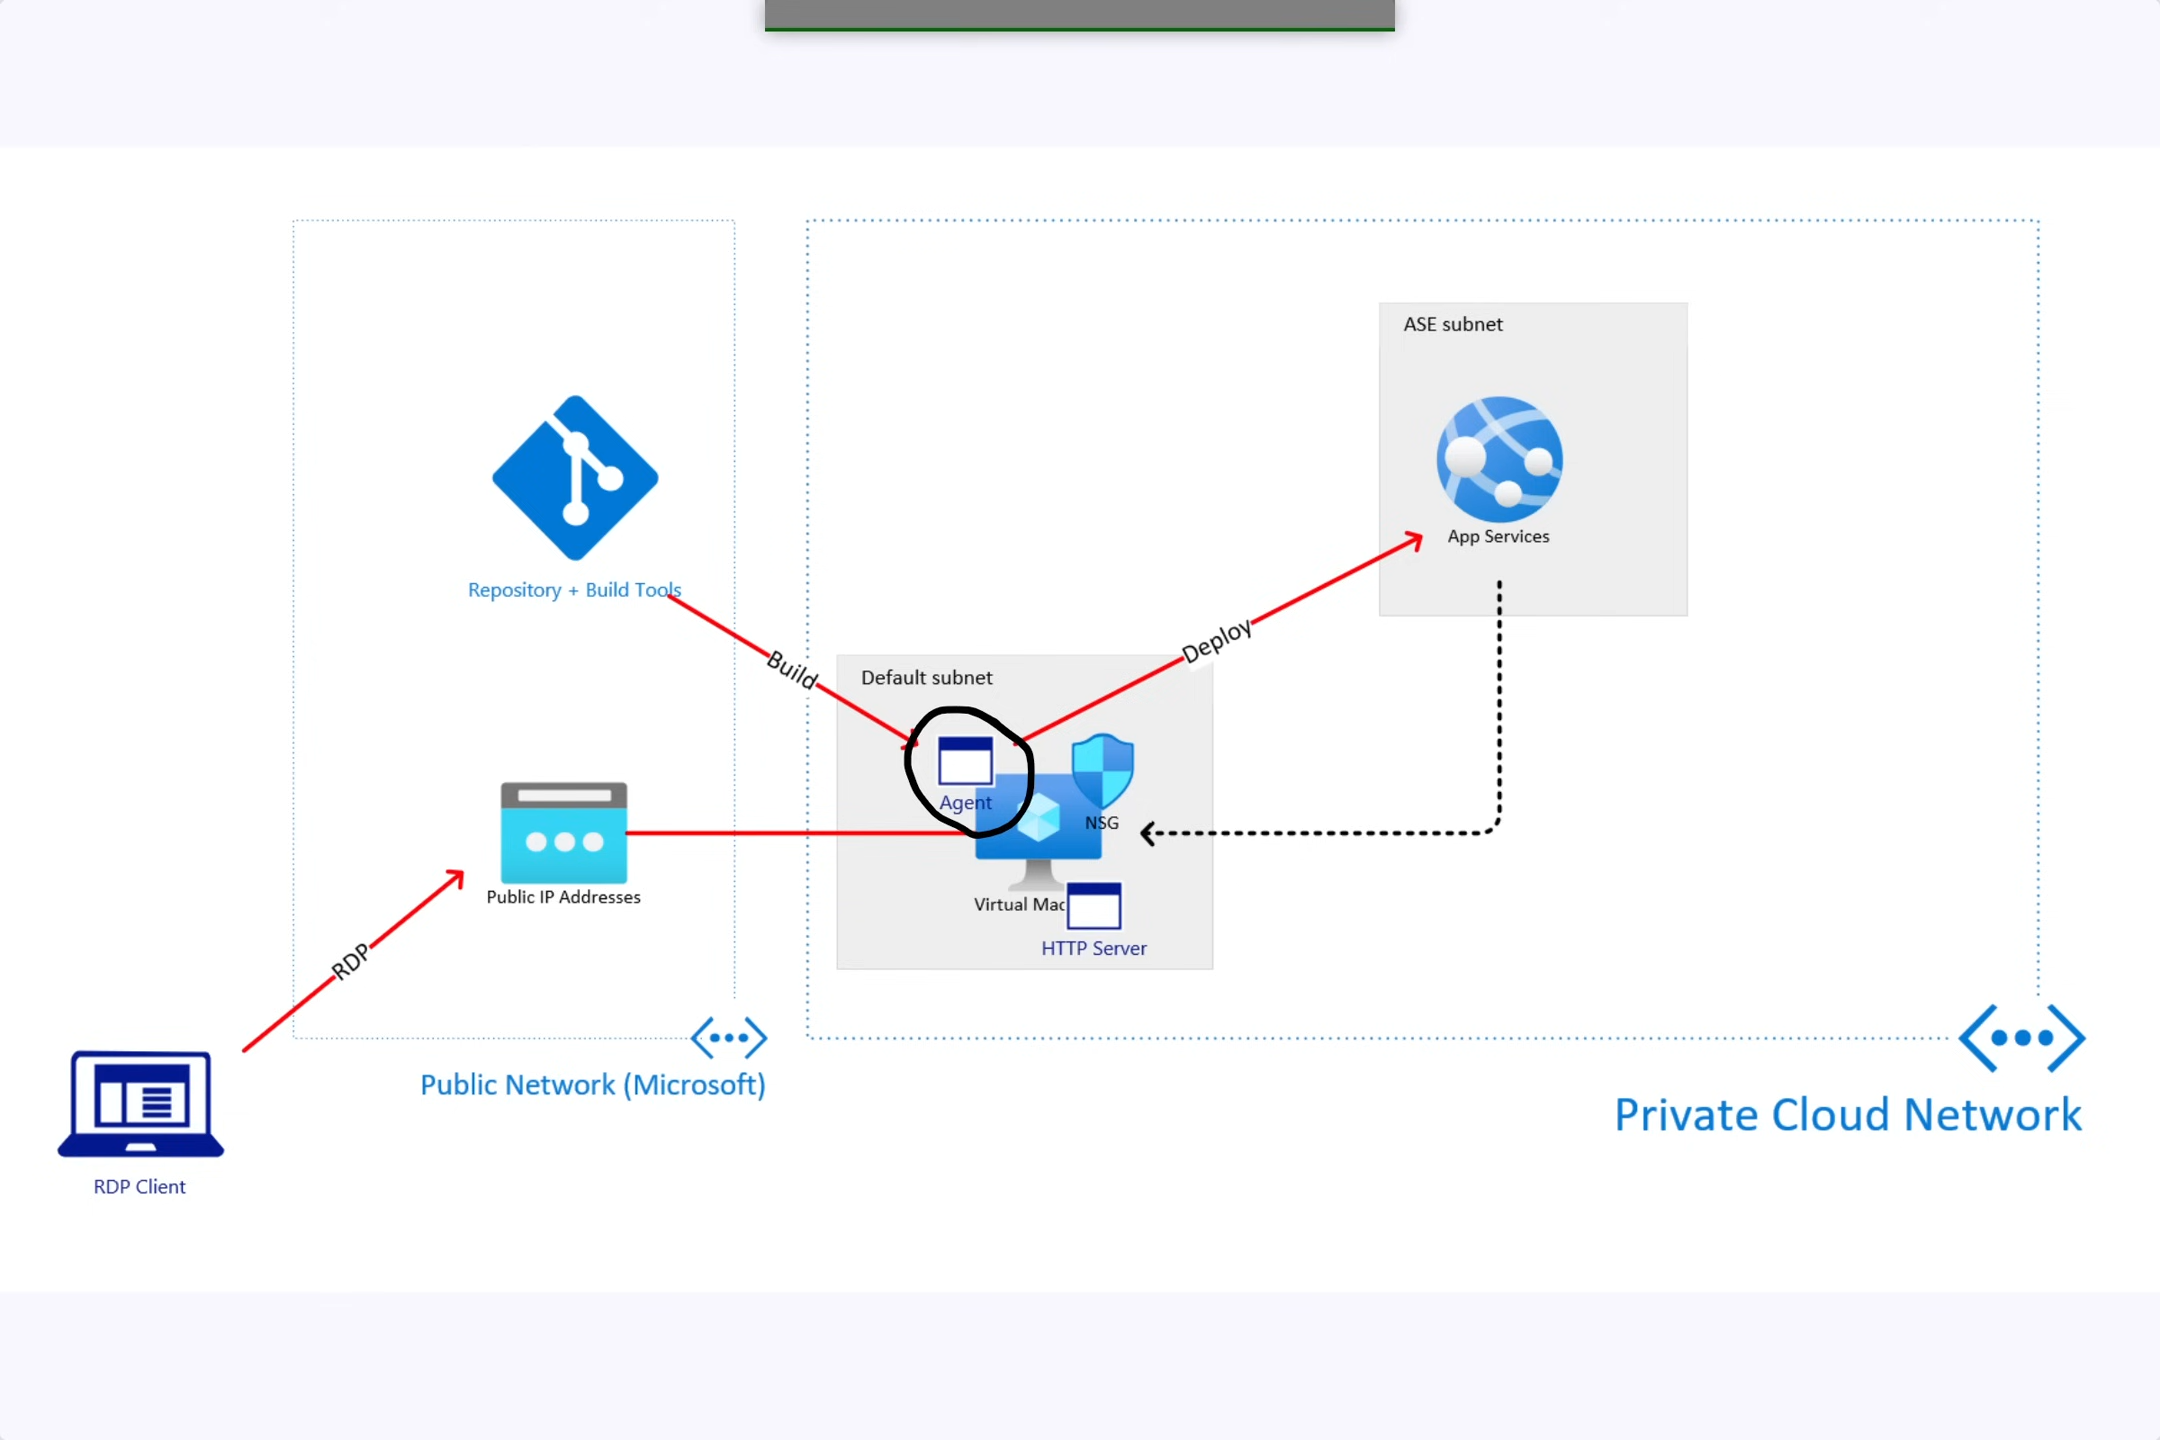 ASE subnet
App Services
Repository + Build Tools
Build
Deploy
Default subnet
Agent
NSG
Virtual Mac
HTTP Server
Public IP Addresses
RDP
Public Network (Microsoft)
Private Cloud Network
RDP Client